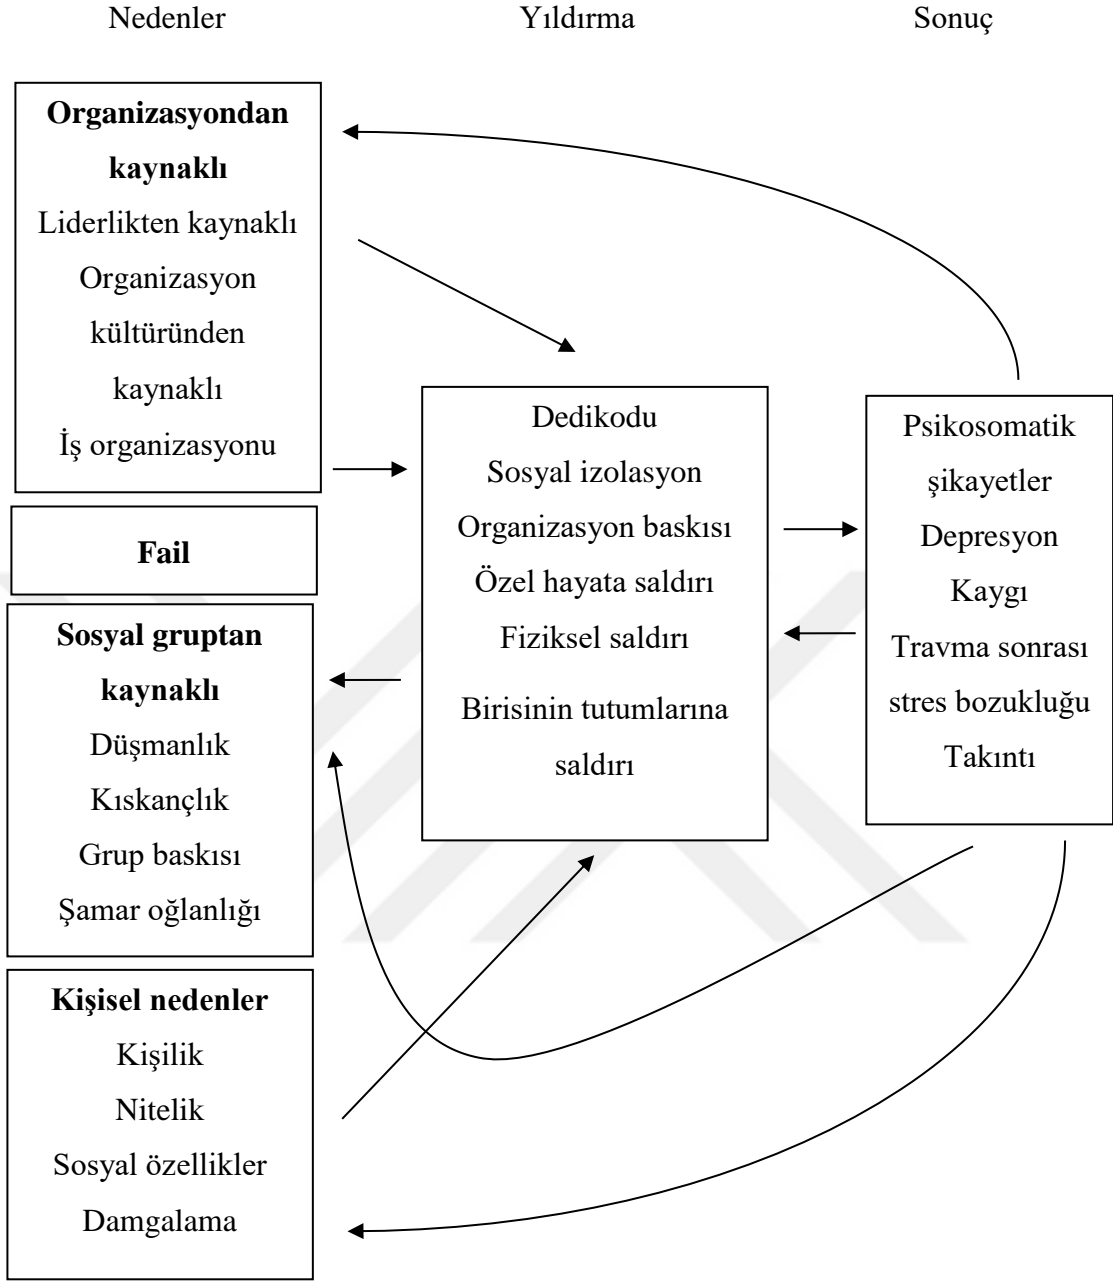 Nedenler
Yıldırma
Sonuç
Organizasyondan
kaynaklı
Liderlikten kaynaklı
Organizasyon
kültüründen
kaynaklı
İş organizasyonu
Fail
Sosyal gruptan
kaynaklı
Düşmanlık
Kıskançlık
Grup baskısı
Şamar oğlanlığı
Kişisel nedenler
Kişilik
Nitelik
Sosyal özellikler
Damgalama
Dedikodu
Sosyal izolasyon
Organizasyon baskısı
Özel hayata saldırı
Fiziksel saldırı
Birisinin tutumlarına
saldırı
Psikosomatik
şikayetler
Depresyon
Kaygı
Travma sonrası
stres bozukluğu
Takıntı